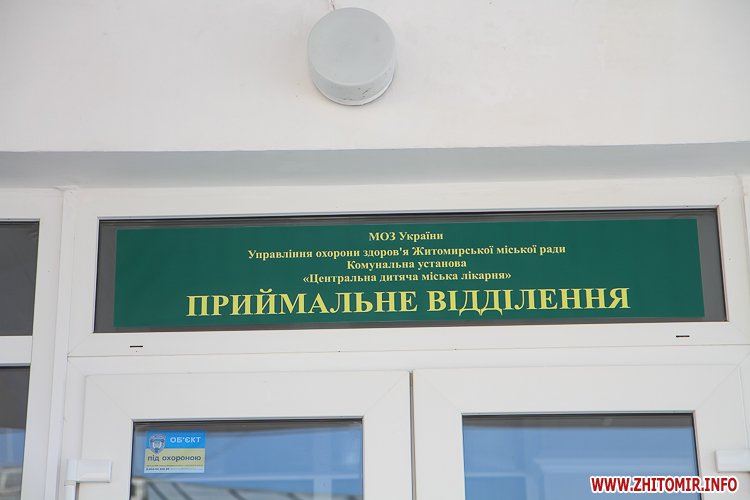 МОЗ України
Управління охорони здоров'я Житомирської міської ради
Комунальна установа
«Центральна дитяча міська лікарня»
ПРИЙМАЛЬНЕ ВІДДІЛЕННЯ
ОБ'ЄКТ
під охороною
WWW.ZHITOMIR.INFO